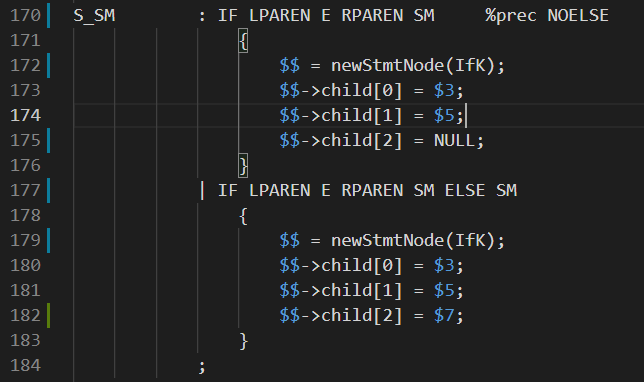 170 S_SM : IF LPAREN E RPAREN SM %prec NOELSE
171 {
172 $$ = newStmtNode(IfK);
173 $$->child[0] = $3;
174 $$->child[1] = $5;
175 $$->child[2] = NULL;
176 }
177 | IF LPAREN E RPAREN SM ELSE SM
178 {
179 $$ = newStmtNode(IfK);
180 $$->child[0] = $3;
181 $$->child[1] = $5;
182 $$->child[2] = $7;
183 }
184 ;